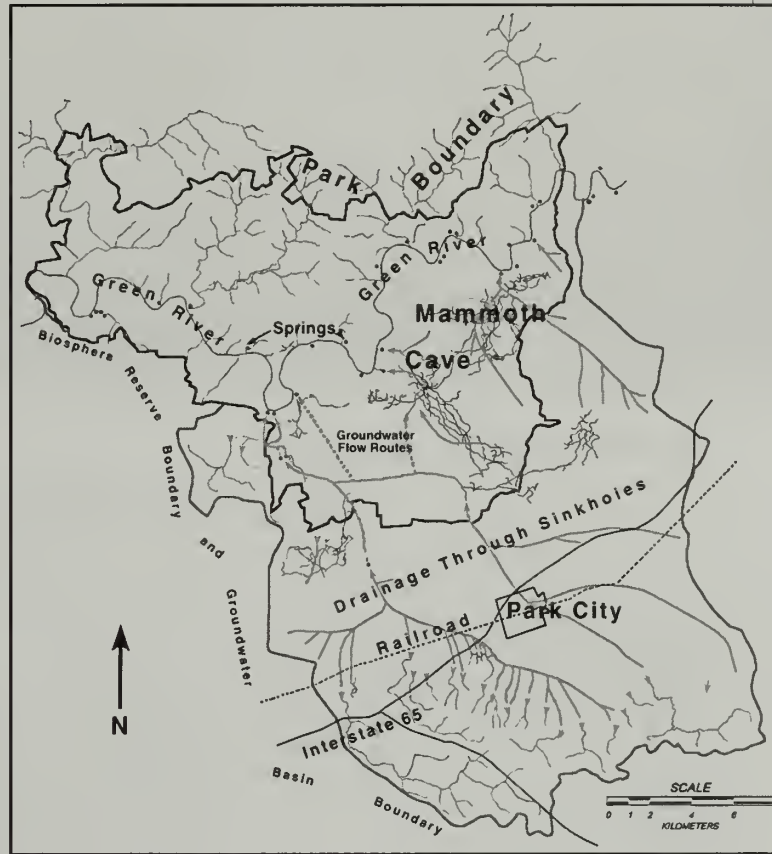 Park Boundary
Green River
Green River
Mammoth
Cave
Springs
Biosphera Reserve Boundary and Groundwater Basin Boundary
Groundwater
Flow Routes
Drainage Through Sinkholes
Park City
Railroad
Interstate 65
N
SCALE
0 1 2 4 6
KILOMETERS